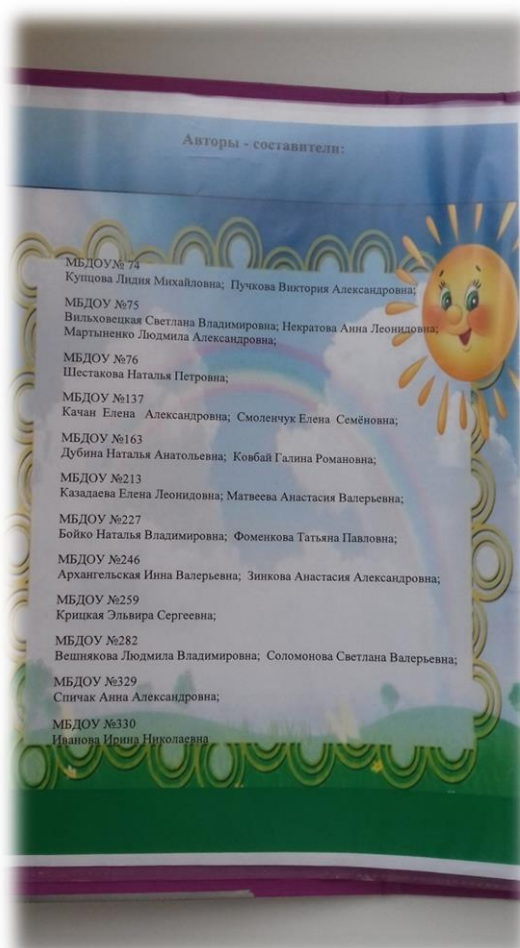 Авторы - составители:
МБДОУ№ 74
Купцова Лидия Михайловна; Пучкова Виктория Александровна;
МБДОУ №75
Вильховецкая Светлана Владимировна; Некратова Анна Леонидовна;
Мартыненко Людмила Александровна;
МБДОУ №76
Шестакова Наталья Петровна;
МБДОУ №137
Качан Елена Александровна; Смоленчук Елена Семёновна;
МБДОУ №163
Дубина Наталья Анатольевна; Ковбай Галина Романовна;
МБДОУ №213
Казадаева Елена Леонидовна; Матвеева Анастасия Валерьевна;
МБДОУ №227
Бойко Наталья Владимировна; Фоменкова Татьяна Павловна;
МБДОУ №246
Архангельская Инна Валерьевна; Зинкова Анастасия Александровна;
МБДОУ №259
Крицкая Эльвира Сергеевна;
МБДОУ №282
Вешнякова Людмила Владимировна; Соломонова Светлана Валерьевна;
МБДОУ №329
Спичак Анна Александровна;
МБДОУ №330
Иванова Ирина Николаевна